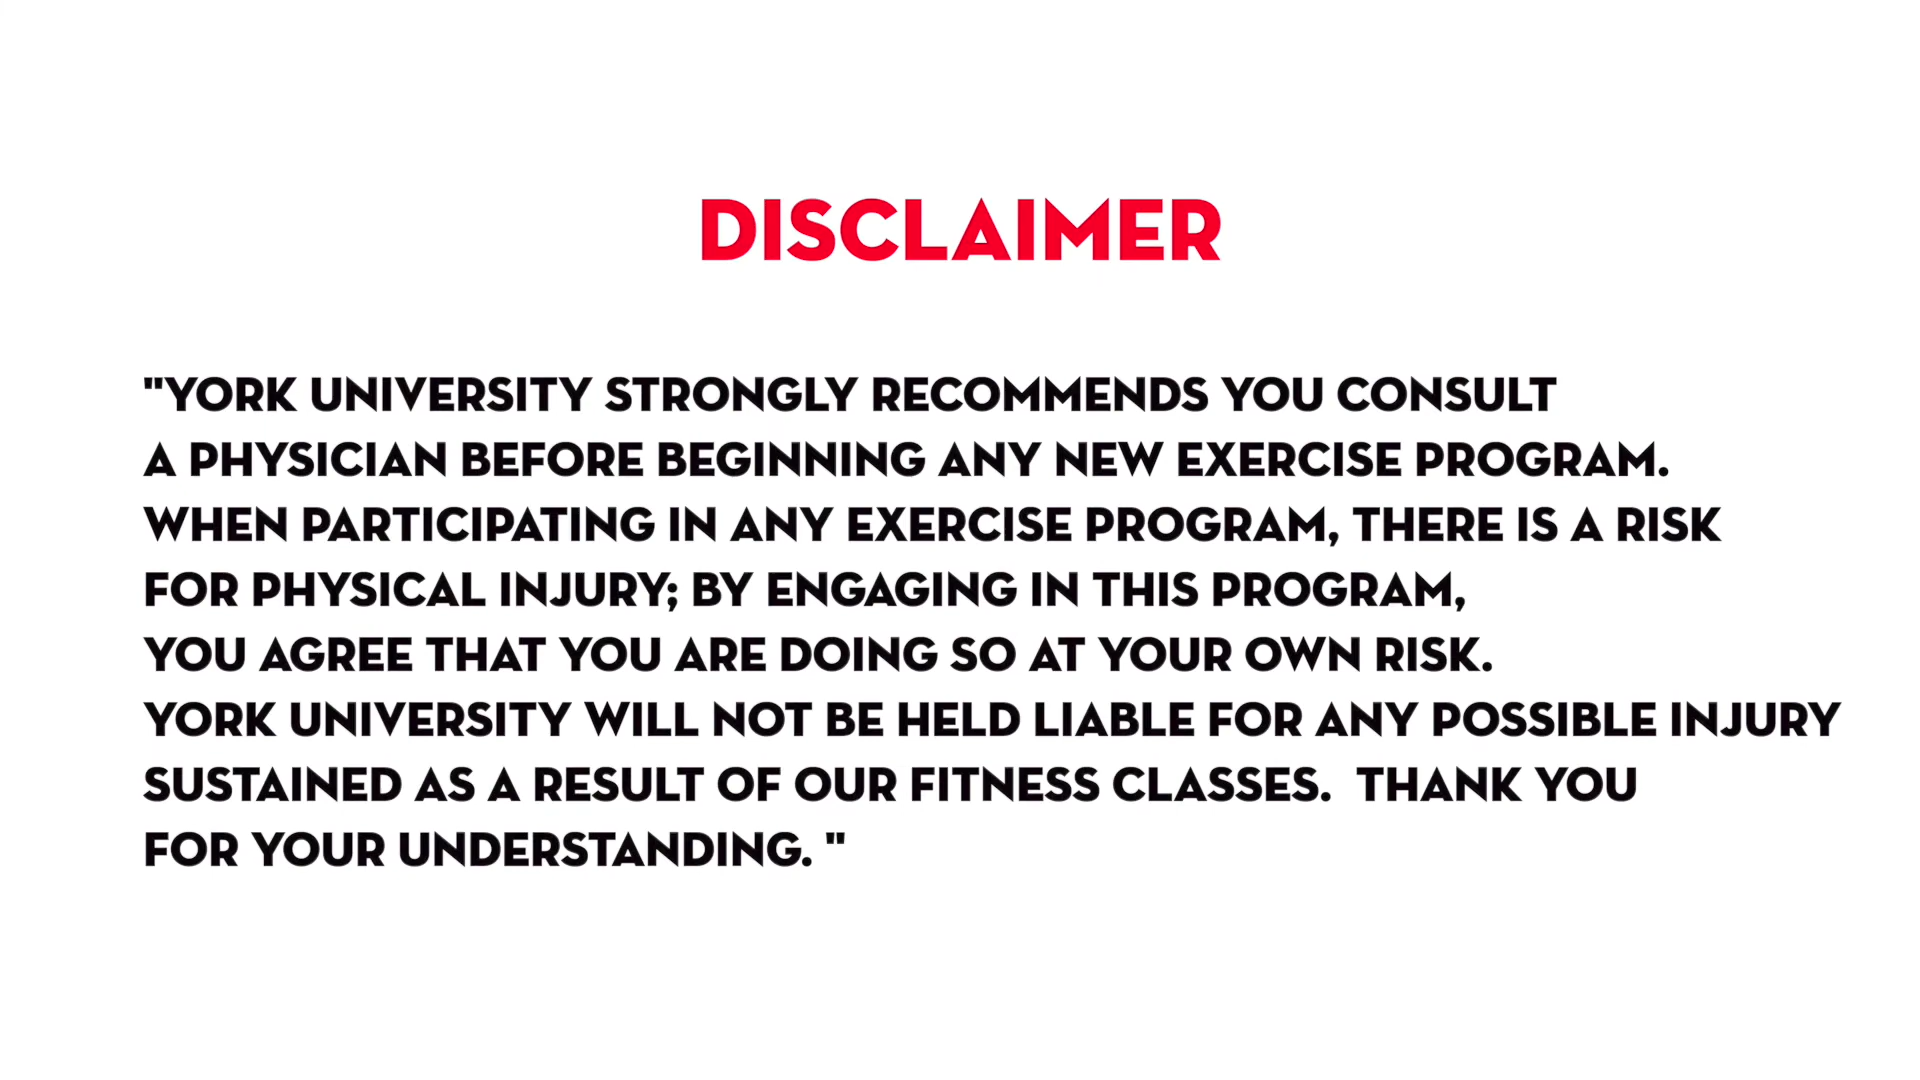 DISCLAIMER
"YORK UNIVERSITY STRONGLY RECOMMENDS YOU CONSULT
A PHYSICIAN BEFORE BEGINNING ANY NEW EXERCISE PROGRAM.
WHEN PARTICIPATING IN ANY EXERCISE PROGRAM, THERE IS A RISK
FOR PHYSICAL INJURY; BY ENGAGING IN THIS PROGRAM,
YOU AGREE THAT YOU ARE DOING SO AT YOUR OWN RISK.
YORK UNIVERSITY WILL NOT BE HELD LIABLE FOR ANY POSSIBLE INJURY
SUSTAINED AS A RESULT OF OUR FITNESS CLASSES.  THANK YOU
FOR YOUR UNDERSTANDING. "